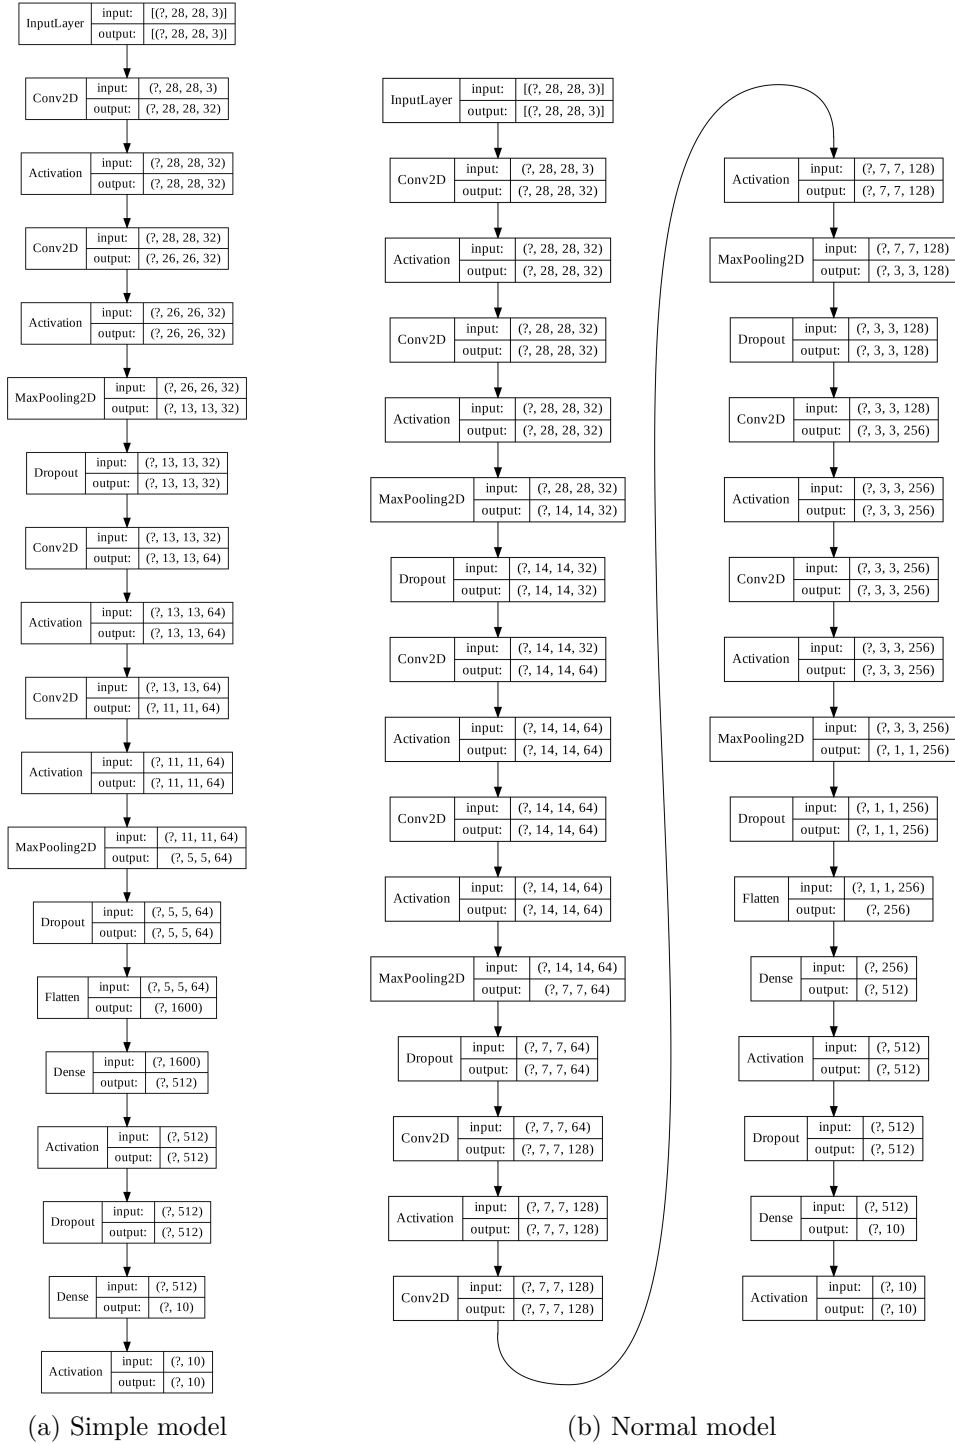 InputLayer input: [(?, 28, 28, 3)]
output: [(?, 28, 28, 3)]
Conv2D input: (?, 28, 28, 3)
output: (?, 28, 28, 32)
Activation input: (?, 28, 28, 32)
output: (?, 28, 28, 32)
Conv2D input: (?, 28, 28, 32)
output: (?, 26, 26, 32)
Activation input: (?, 26, 26, 32)
output: (?, 26, 26, 32)
MaxPooling2D input: (?, 26, 26, 32)
output: (?, 13, 13, 32)
Dropout input: (?, 13, 13, 32)
output: (?, 13, 13, 32)
Conv2D input: (?, 13, 13, 32)
output: (?, 13, 13, 64)
Activation input: (?, 13, 13, 64)
output: (?, 13, 13, 64)
Conv2D input: (?, 13, 13, 64)
output: (?, 11, 11, 64)
Activation input: (?, 11, 11, 64)
output: (?, 11, 11, 64)
MaxPooling2D input: (?, 11, 11, 64)
output: (?, 5, 5, 64)
Dropout input: (?, 5, 5, 64)
output: (?, 5, 5, 64)
Flatten input: (?, 5, 5, 64)
output: (?, 1600)
Dense input: (?, 1600)
output: (?, 512)
Activation input: (?, 512)
output: (?, 512)
Dropout input: (?, 512)
output: (?, 512)
Dense input: (?, 512)
output: (?, 10)
Activation input: (?, 10)
output: (?, 10)
(a) Simple model
InputLayer input: [(?, 28, 28, 3)]
output: [(?, 28, 28, 3)]
Conv2D input: (?, 28, 28, 3)
output: (?, 28, 28, 32)
Activation input: (?, 28, 28, 32)
output: (?, 28, 28, 32)
Conv2D input: (?, 28, 28, 32)
output: (?, 28, 28, 32)
Activation input: (?, 28, 28, 32)
output: (?, 28, 28, 32)
MaxPooling2D input: (?, 28, 28, 32)
output: (?, 14, 14, 32)
Dropout input: (?, 14, 14, 32)
output: (?, 14, 14, 32)
Conv2D input: (?, 14, 14, 32)
output: (?, 14, 14, 64)
Activation input: (?, 14, 14, 64)
output: (?, 14, 14, 64)
Conv2D input: (?, 14, 14, 64)
output: (?, 14, 14, 64)
Activation input: (?, 14, 14, 64)
output: (?, 14, 14, 64)
MaxPooling2D input: (?, 14, 14, 64)
output: (?, 7, 7, 64)
Dropout input: (?, 7, 7, 64)
output: (?, 7, 7, 64)
Conv2D input: (?, 7, 7, 64)
output: (?, 7, 7, 128)
Activation input: (?, 7, 7, 128)
output: (?, 7, 7, 128)
Conv2D input: (?, 7, 7, 128)
output: (?, 7, 7, 128)
Activation input: (?, 7, 7, 128)
output: (?, 7, 7, 128)
MaxPooling2D input: (?, 7, 7, 128)
output: (?, 3, 3, 128)
Dropout input: (?, 3, 3, 128)
output: (?, 3, 3, 128)
Conv2D input: (?, 3, 3, 128)
output: (?, 3, 3, 256)
Activation input: (?, 3, 3, 256)
output: (?, 3, 3, 256)
Conv2D input: (?, 3, 3, 256)
output: (?, 3, 3, 256)
Activation input: (?, 3, 3, 256)
output: (?, 3, 3, 256)
MaxPooling2D input: (?, 3, 3, 256)
output: (?, 1, 1, 256)
Dropout input: (?, 1, 1, 256)
output: (?, 1, 1, 256)
Flatten input: (?, 1, 1, 256)
output: (?, 256)
Dense input: (?, 256)
output: (?, 512)
Activation input: (?, 512)
output: (?, 512)
Dropout input: (?, 512)
output: (?, 512)
Dense input: (?, 512)
output: (?, 10)
Activation input: (?, 10)
output: (?, 10)
(b) Normal model